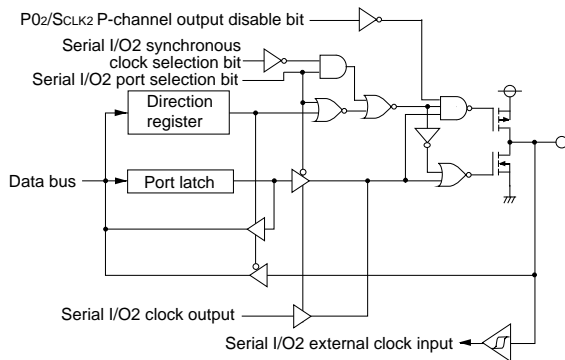 P02/SCLK2 P-channel output disable bit
Serial I/O2 synchronous
clock selection bit
Serial I/O2 port selection bit
Direction
register
Data bus
Port latch
Serial I/O2 clock output
Serial I/O2 external clock input